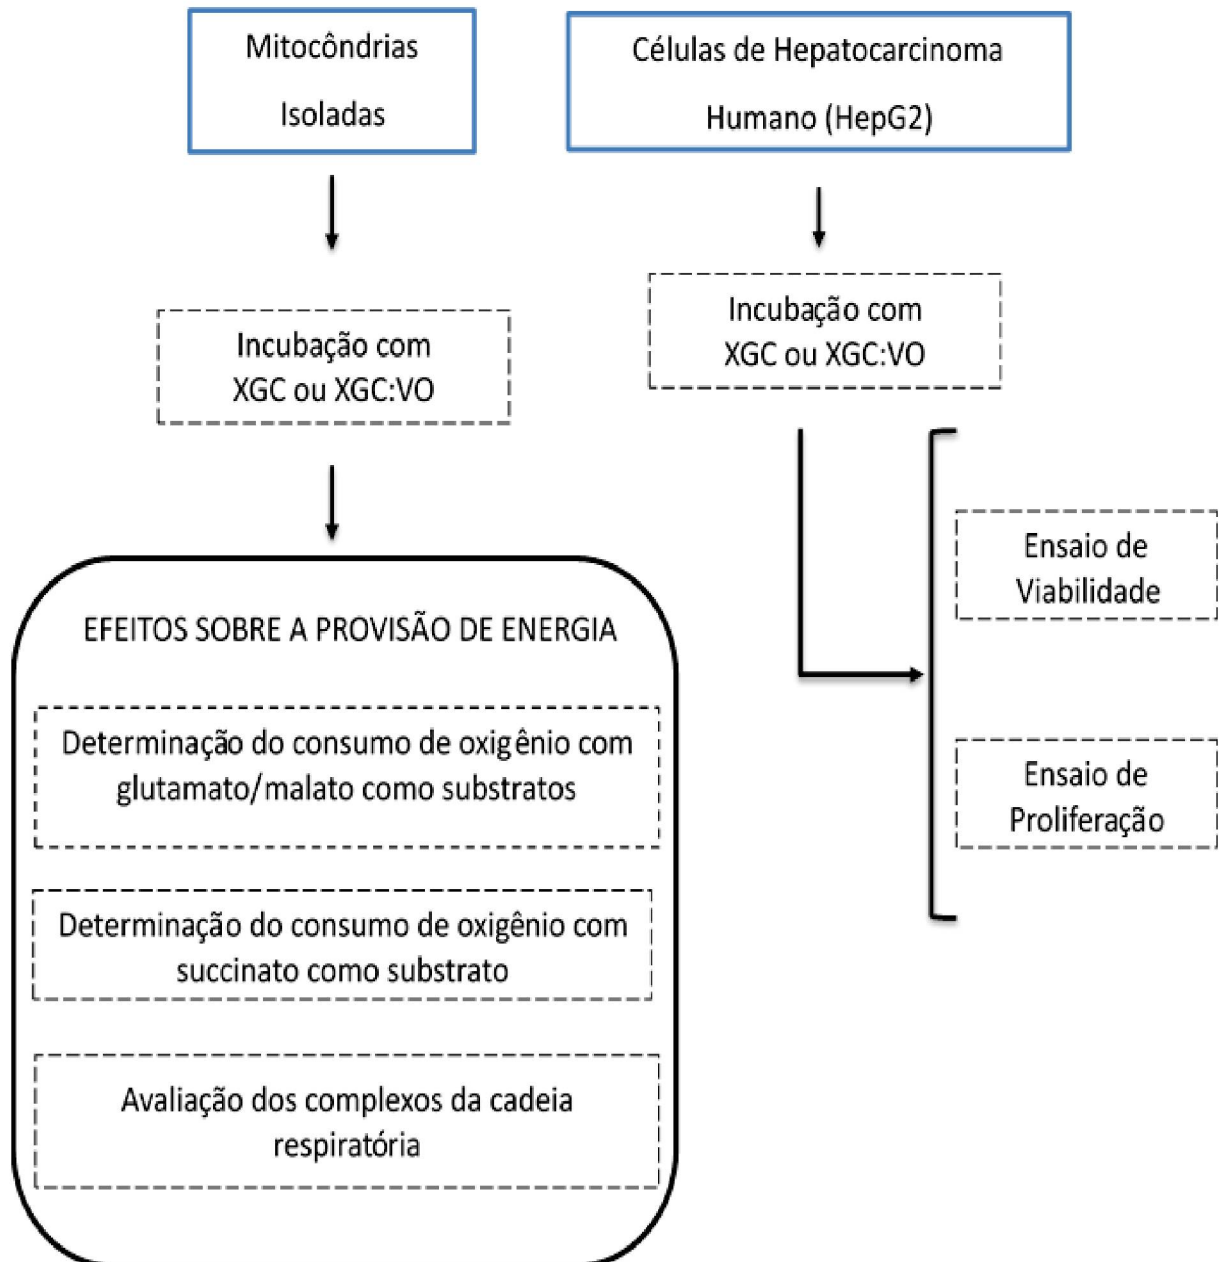 Mitocôndrias
Isoladas
Células de Hepatocarcinoma
Humano (HepG2)
Incubação com
XGC ou XGC:VO
Incubação com
XGC ou XGC:VO
EFEITOS SOBRE A PROVISÃO DE ENERGIA
Determinação do consumo de oxigênio com
glutamato/malato como substratos
Determinação do consumo de oxigênio com
succinato como substrato
Avaliação dos complexos da cadeia
respiratória
Ensaio de
Viabilidade
Ensaio de
Proliferação